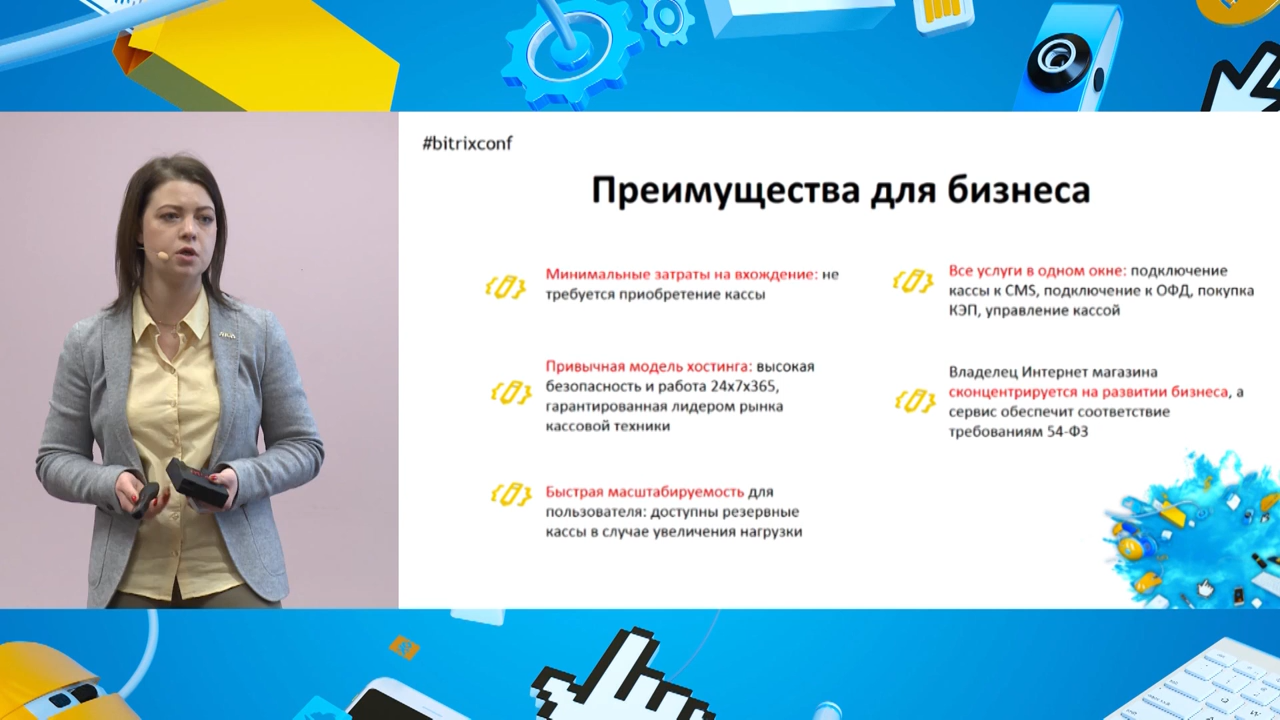 #bitrixconf
Преимущества для бизнеса
Минимальные затраты на вхождение: не
требуется приобретение кассы
Привычная модель хостинга: высокая
безопасность и работа 24х7х365,
гарантированная лидером рынка
кассовой техники
Быстрая масштабируемость для
пользователя: доступны резервные
кассы в случае увеличения нагрузки
Все услуги в одном окне: подключение
кассы к CMS, подключение к ОФД, покупка
КЭП, управление кассой
Владелец Интернет магазина
сконцентрируется на развитии бизнеса, а
сервис обеспечит соответствие
требованиям 54-ФЗ